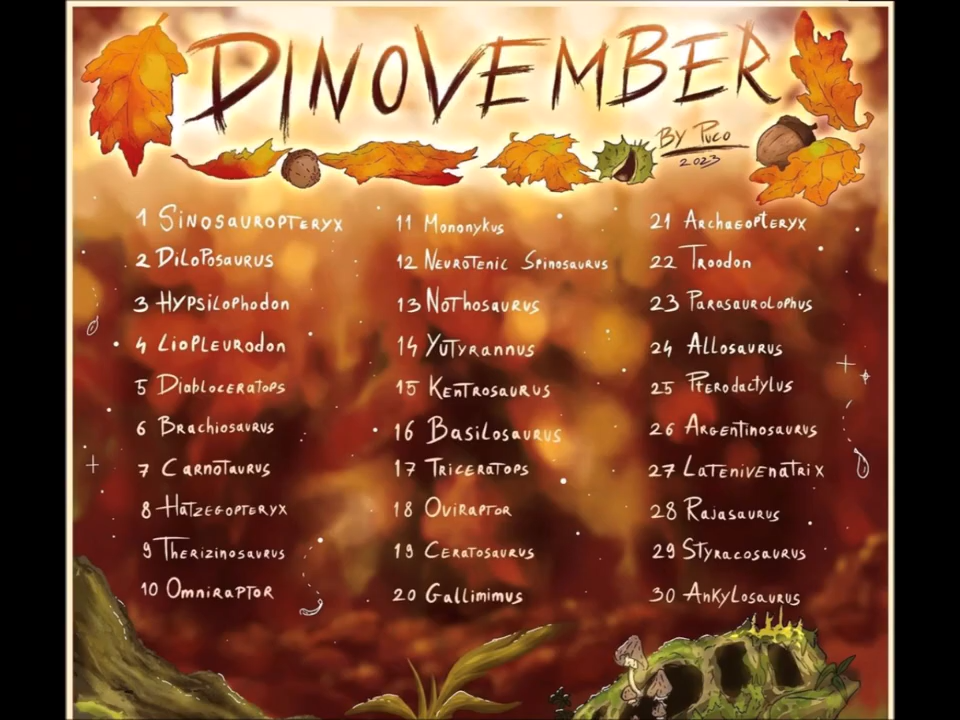 DINOVEMBER
BY Puco
2023
1 SINOSAUROPTERYX
2 DILOPOSAURUS
3 HYPSILOPHODON
4 LIOPLEURODON
5 DIABLOCERATOPS
6 BRACHIOSAURUS
7 CARNOTAURUS
8 HATZEGOPTERYX
9 THERIZINOSAURUS
10 OMNIRAPTOR
11 MONONYKUS
12 NEUROTENIC SPINOSAURUS
13 NOTHOSAURUS
14 YUTYRANNUS
15 KENTROSAURUS
16 BASILOSAURUS
17 TRICERATOPS
18 OVIRAPTOR
19 CERATOSAURUS
20 GALLIMIMUS
21 ARCHAEOPTERYX
22 TROODON
23 PARASAUROLOPHUS
24 ALLOSAURUS
25 PTERODACTYLUS
26 ARGENTINOSAURUS
27 LATENIVENATRIX
28 RAJASAURUS
29 STYRACOSAURUS
30 ANKYLOSAURUS